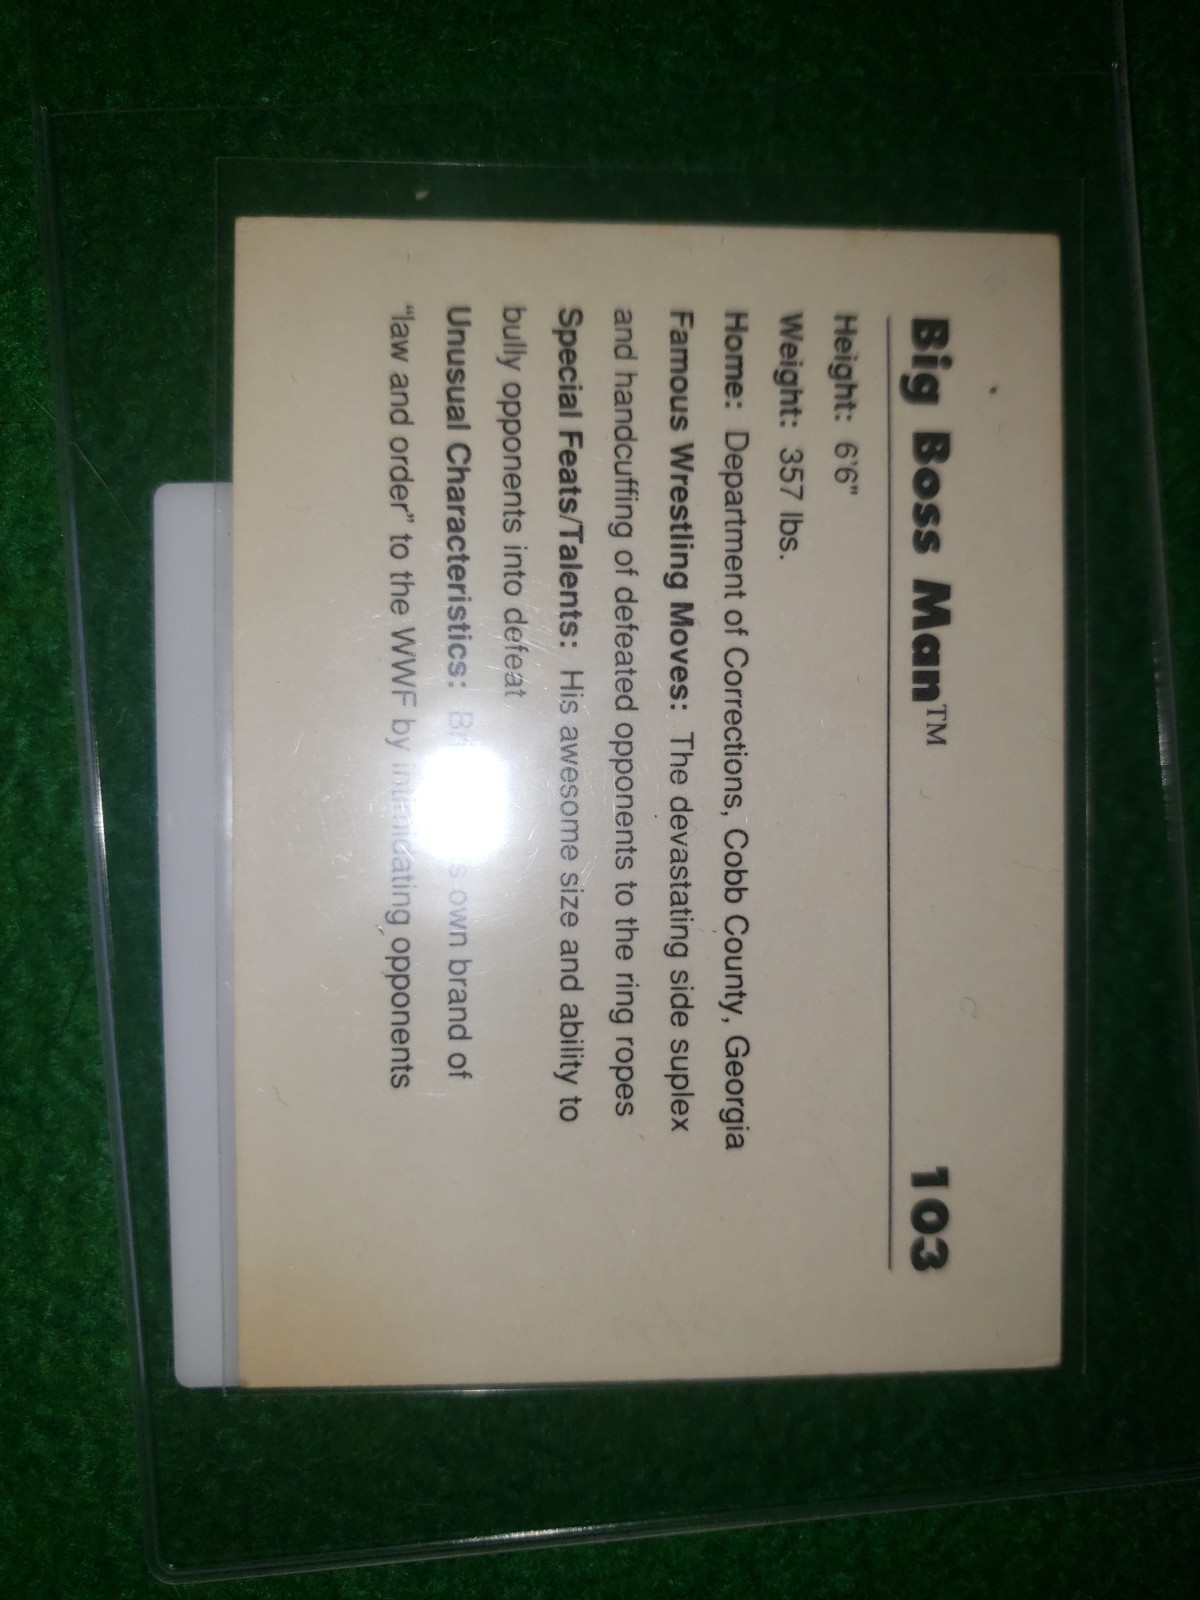 Big Boss Man™ 103
Height: 6'6"
Weight: 357 lbs.
Home: Department of Corrections, Cobb County, Georgia
Famous Wrestling Moves: The devastating side suplex
and handcuffing of defeated opponents to the ring ropes
Special Feats/Talents: His awesome size and ability to
bully opponents into defeat
Unusual Characteristics: own brand of
“law and order” to the WWF by intimidating opponents